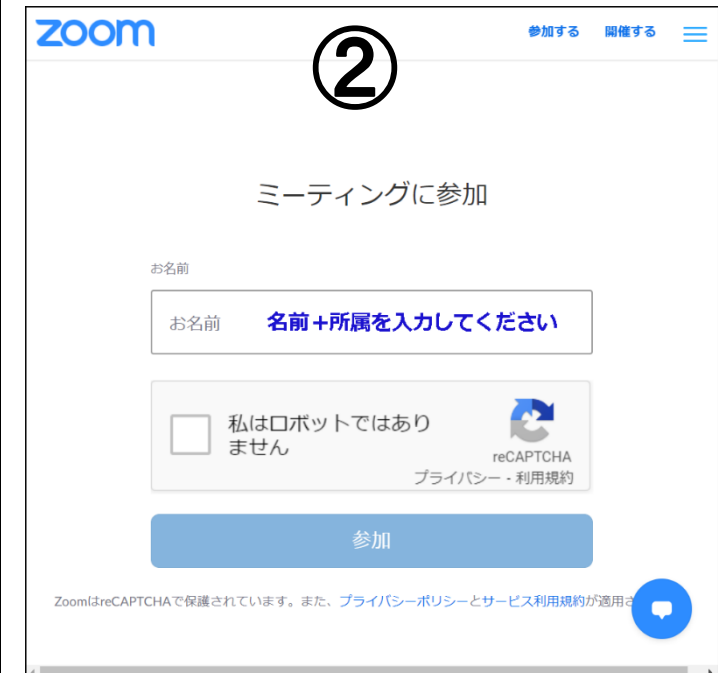 zoom
参加する 開催する
②
ミーティングに参加
お名前
お名前 名前+所属を入力してください
私はロボットではあり
ません
reCAPTCHA
プライバシー - 利用規約
参加
ZoomはreCAPTCHAで保護されています。また、プライバシーポリシーとサービス利用規約が適用さ